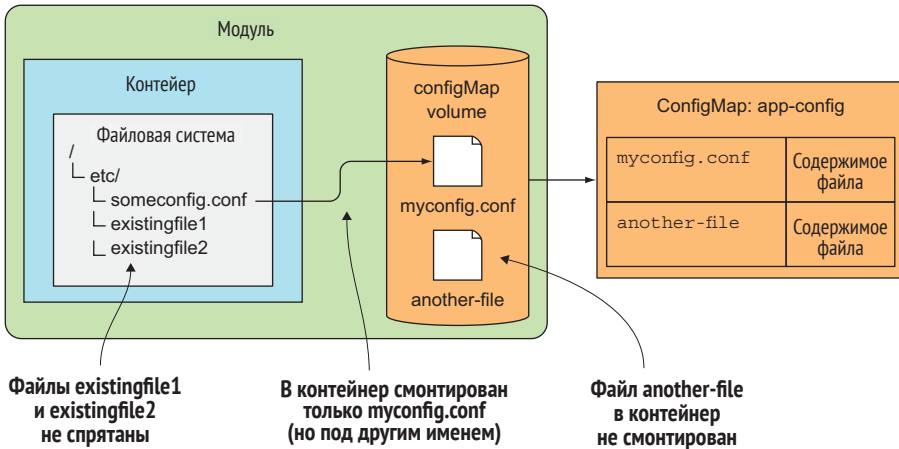 Модуль
Контейер
Файловая система
/
etc/
someconfig.conf
existingfile1
existingfile2
configMap
volume
myconfig.conf
another-file
ConfigMap: app-config
myconfig.conf
Содержимое
файла
another-file
Содержимое
файла
Файлы existingfile1
и existingfile2
не спрятаны
В контейнер смонтирован
только myconfig.conf
(но под другим именем)
Файл another-file
в контейнер
не смонтирован